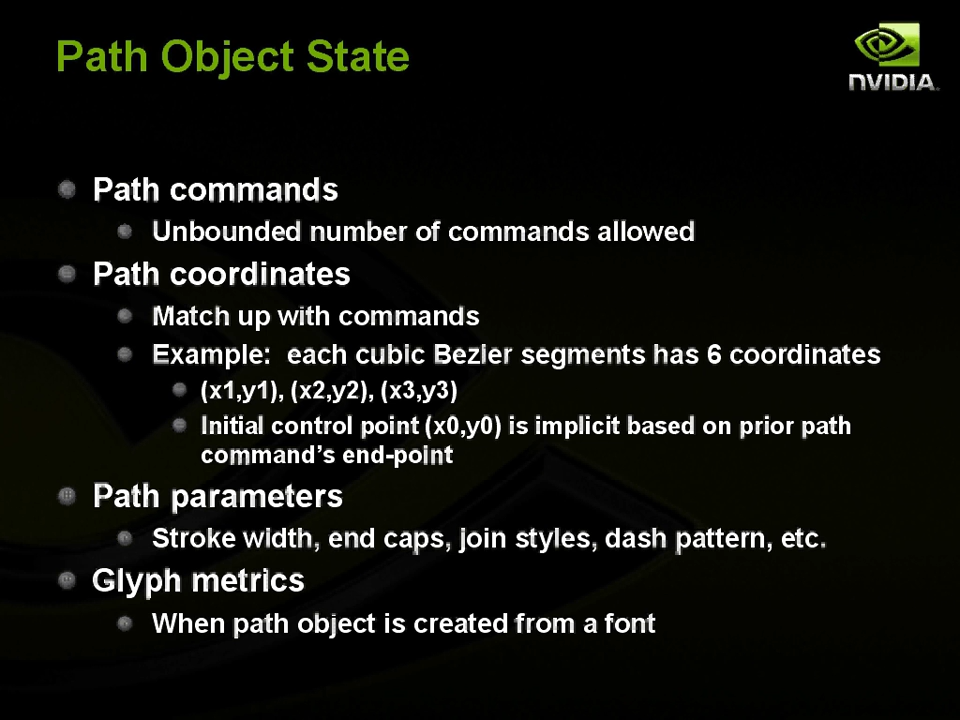 Path Object State
NVIDIA.
Path commands
Unbounded number of commands allowed
Path coordinates
Match up with commands
Example:  each cubic Bezier segments has 6 coordinates
(x1,y1), (x2,y2), (x3,y3)
Initial control point (x0,y0) is implicit based on prior path
command’s end-point
Path parameters
Stroke width, end caps, join styles, dash pattern, etc.
Glyph metrics
When path object is created from a font